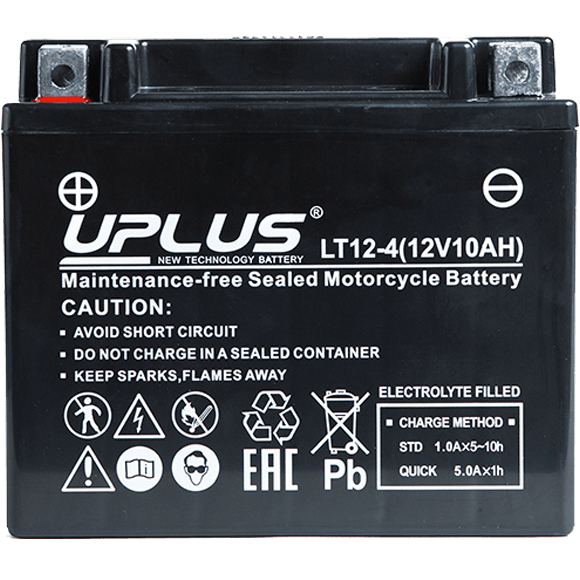 UPLUS®
NEW TECHNOLOGY BATTERY
LT12-4(12V10AH)
Maintenance-free Sealed Motorcycle Battery
CAUTION:
▪ AVOID SHORT CIRCUIT
▪ DO NOT CHARGE IN A SEALED CONTAINER
▪ KEEP SPARKS,FLAMES AWAY
ELECTROLYTE FILLED
▪ CHARGE METHOD ▪
STD 1.0A×5~10h
QUICK 5.0A×1h
EAC
Pb